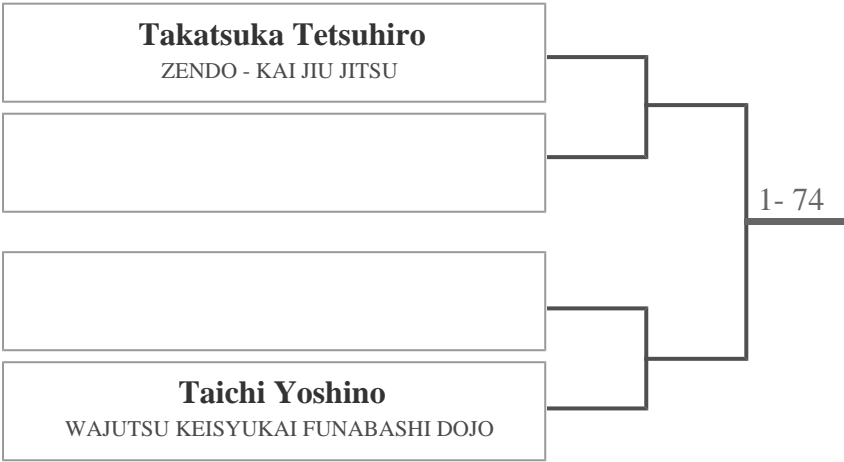 Takatsuka Tetsuhiro
ZENDO - KAI JIU JITSU
1- 74
Taichi Yoshino
WAJUTSU KEISYUKAI FUNABASHI DOJO